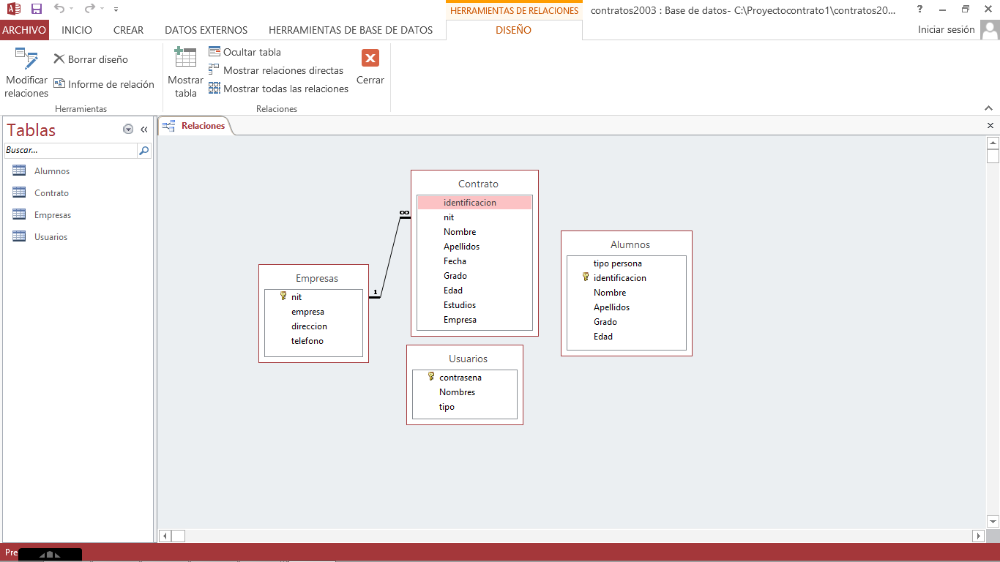 HERRAMIENTAS DE RELACIONES
contratos2003 : Base de datos- C:\Proyectocontrato1\contratos20...
?
ARCHIVO
INICIO
CREAR
DATOS EXTERNOS
HERRAMIENTAS DE BASE DE DATOS
DISEÑO
Iniciar sesión
Modificar relaciones
Borrar diseño
Informe de relación
Herramientas
Mostrar tabla
Ocultar tabla
Mostrar relaciones directas
Mostrar todas las relaciones
Cerrar
Relaciones
Tablas
«
Buscar...
Alumnos
Contrato
Empresas
Usuarios
Relaciones
Empresas
nit
empresa
direccion
telefono
1
∞
Contrato
identificacion
nit
Nombre
Apellidos
Fecha
Grado
Edad
Estudios
Empresa
Usuarios
contrasena
Nombres
tipo
Alumnos
tipo persona
identificacion
Nombre
Apellidos
Grado
Edad
Pre